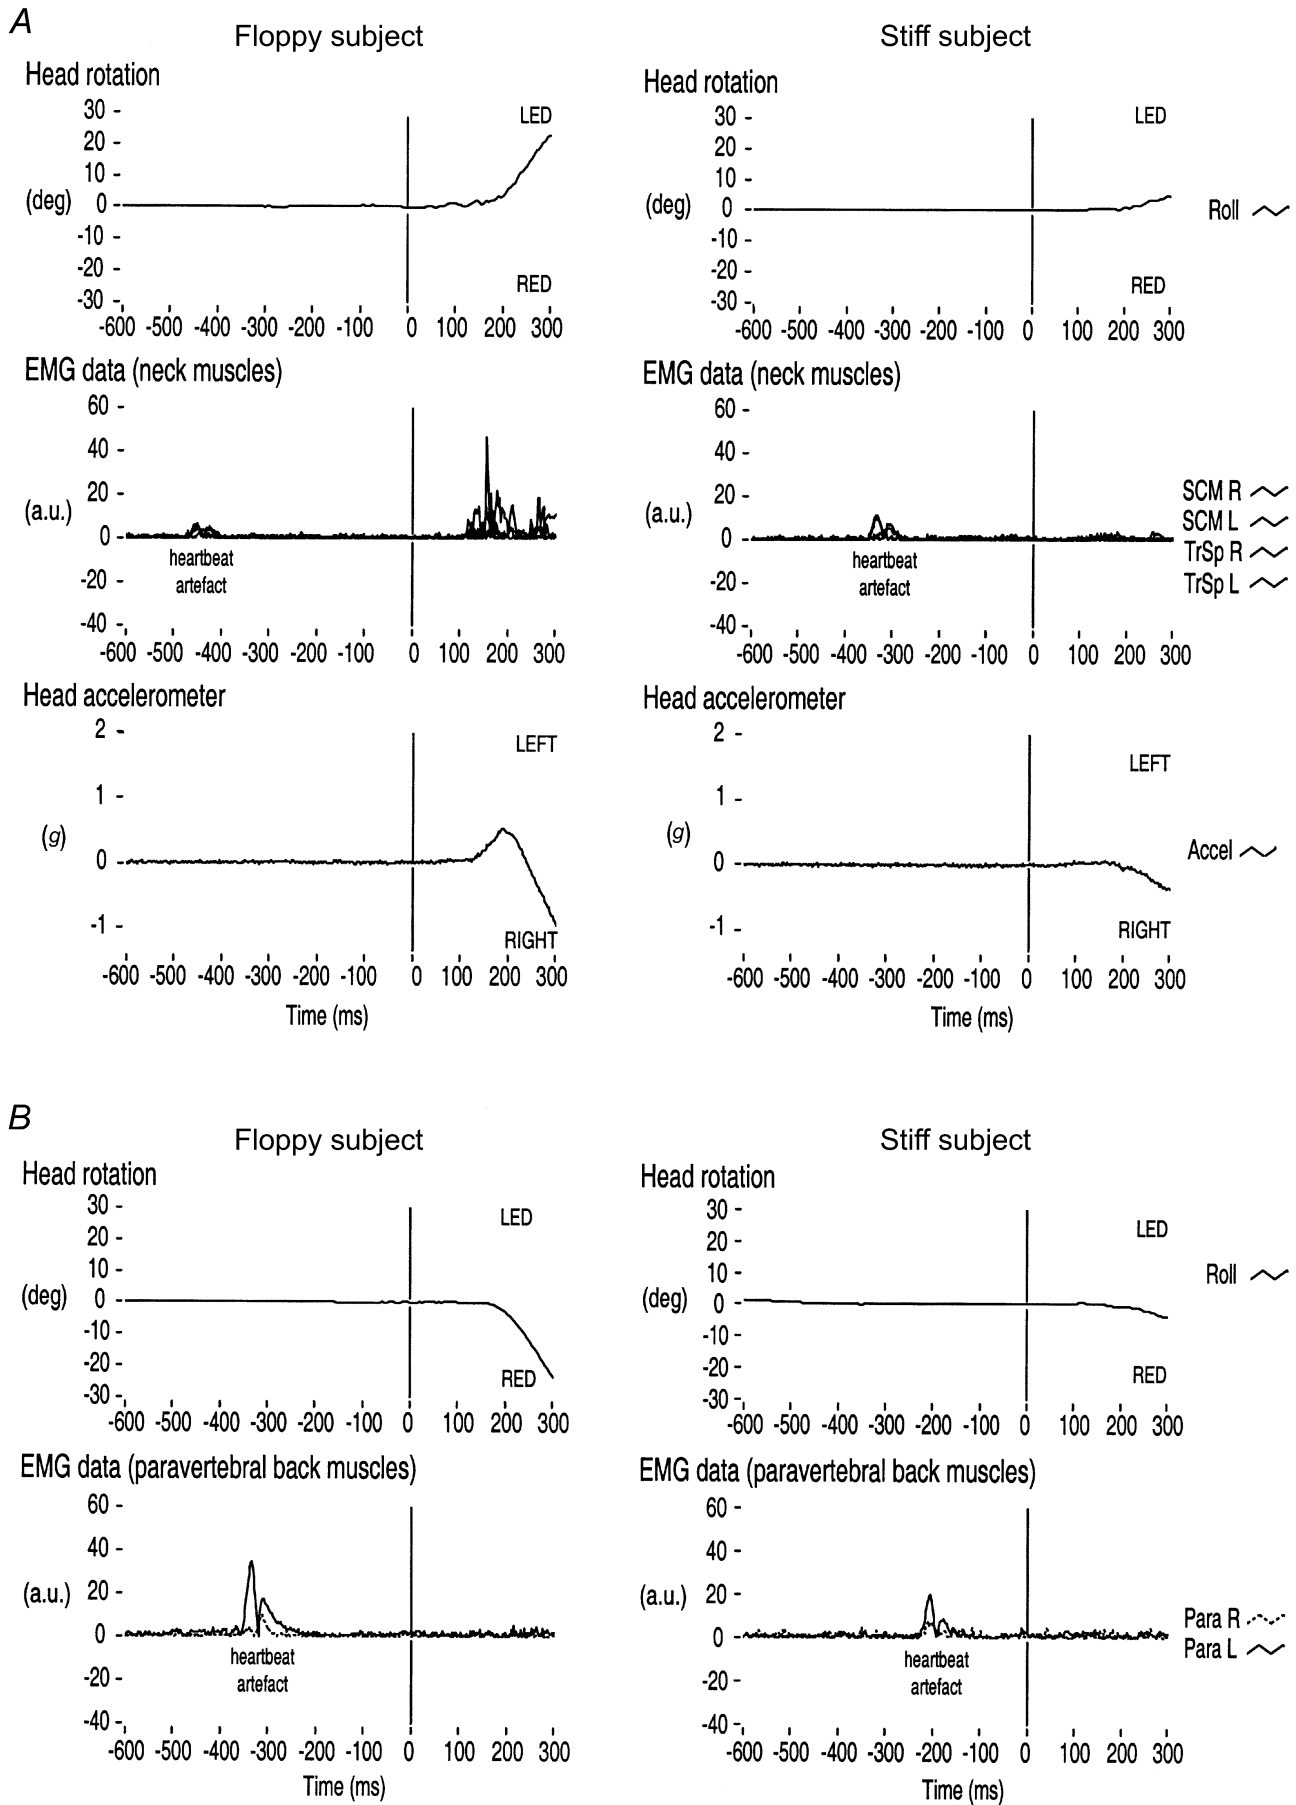 A
Floppy subject
Stiff subject
Head rotation
30
20
10
(deg) 0
-10
-20
-30
LED
RED
-600 -500 -400 -300 -200 -100 0 100 200 300
Head rotation
30
20
10
(deg) 0
-10
-20
-30
LED
RED
Roll
-600 -500 -400 -300 -200 -100 0 100 200 300
EMG data (neck muscles)
60
40
20
(a.u.)
0
-20
-40
heartbeat
artefact
-600 -500 -400 -300 -200 -100 0 100 200 300
EMG data (neck muscles)
60
40
20
(a.u.)
0
-20
-40
heartbeat
artefact
SCM R
SCM L
TrSp R
TrSp L
-600 -500 -400 -300 -200 -100 0 100 200 300
Head accelerometer
2
1
(g)
0
-1
LEFT
RIGHT
-600 -500 -400 -300 -200 -100 0 100 200 300
Time (ms)
Head accelerometer
2
1
(g)
0
-1
LEFT
RIGHT
Accel
-600 -500 -400 -300 -200 -100 0 100 200 300
Time (ms)
B
Floppy subject
Stiff subject
Head rotation
30
20
10
(deg) 0
-10
-20
-30
LED
RED
-600 -500 -400 -300 -200 -100 0 100 200 300
Head rotation
30
20
10
(deg) 0
-10
-20
-30
LED
RED
Roll
-600 -500 -400 -300 -200 -100 0 100 200 300
EMG data (paravertebral back muscles)
60
40
20
(a.u.)
0
-20
-40
heartbeat
artefact
-600 -500 -400 -300 -200 -100 0 100 200 300
Time (ms)
EMG data (paravertebral back muscles)
60
40
20
(a.u.)
0
-20
-40
heartbeat
artefact
Para R
Para L
-600 -500 -400 -300 -200 -100 0 100 200 300
Time (ms)